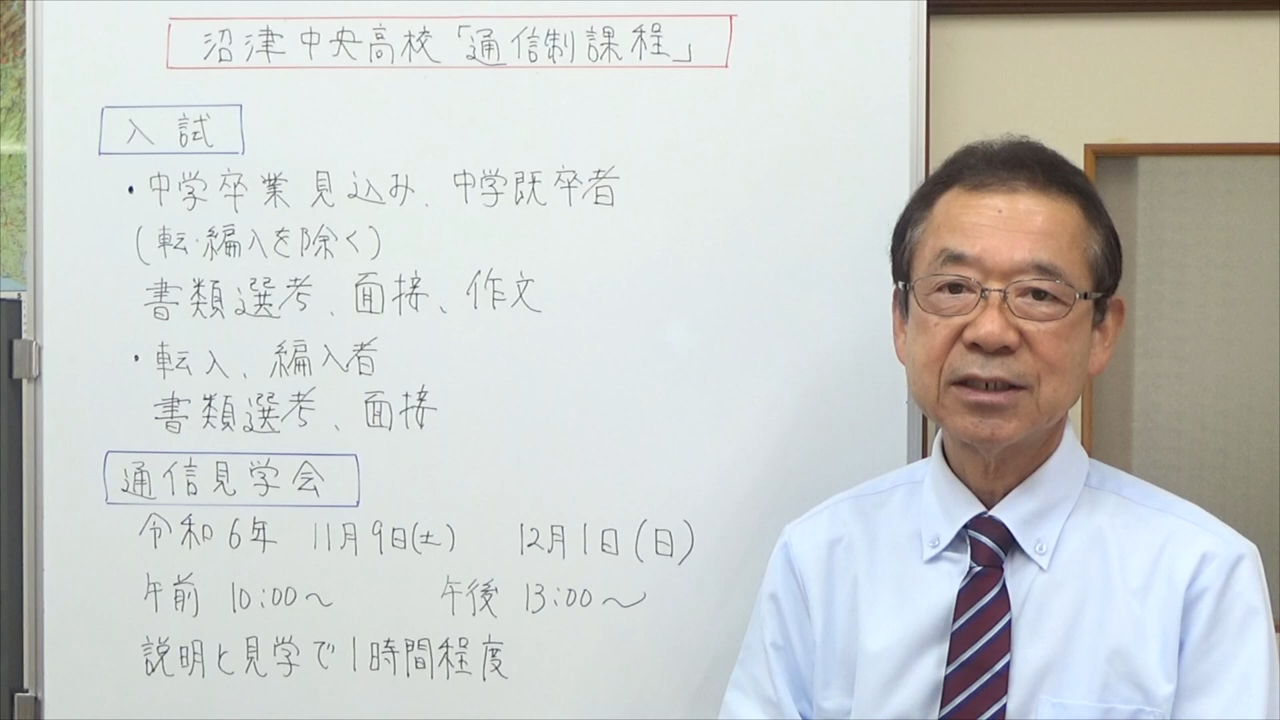 沼津中央高校「通信制課程」
入試
・中学卒業見込み、中学既卒者
(転・編入を除く)
書類選考、面接、作文
・転入、編入者
書類選考、面接
通信見学会
令和6年 11月9日(土) 12月1日(日)
午前 10:00〜 午後 13:00〜
説明と見学で1時間程度